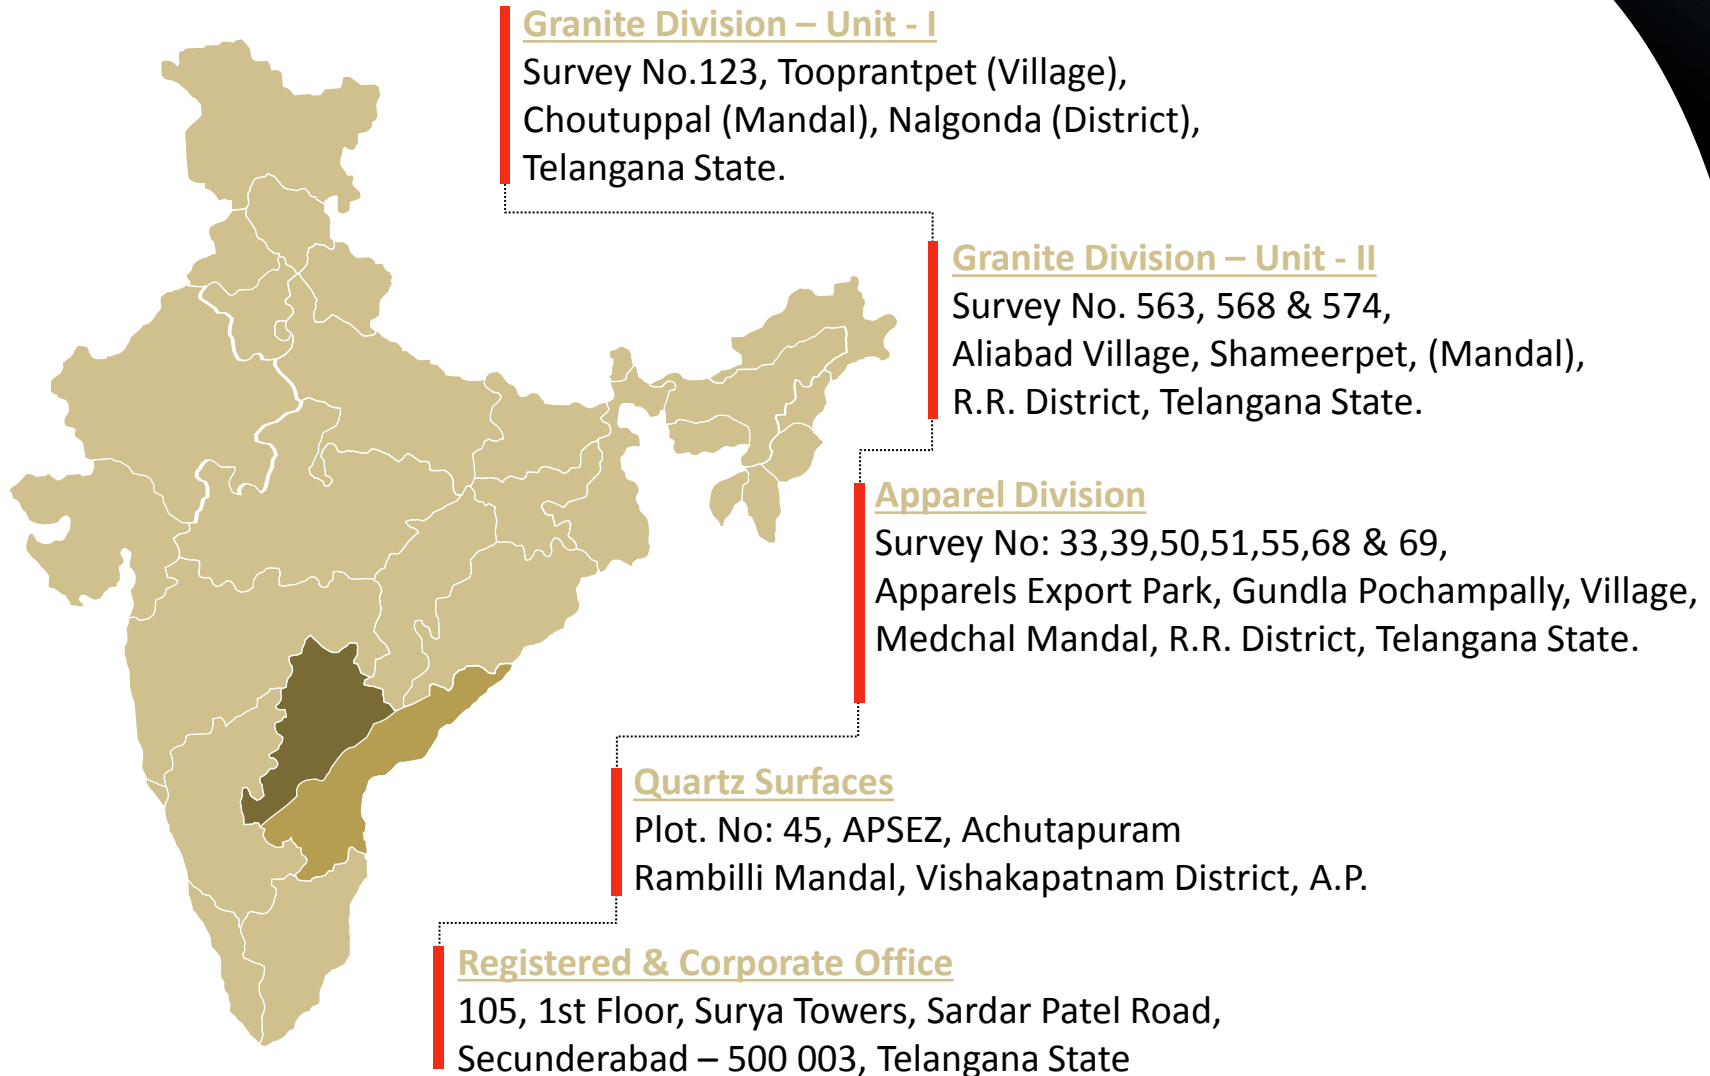 Granite Division – Unit - I
Survey No.123, Tooprantpet (Village),
Choutuppal (Mandal), Nalgonda (District),
Telangana State.
Granite Division – Unit - II
Survey No. 563, 568 & 574,
Aliabad Village, Shameerpet, (Mandal),
R.R. District, Telangana State.
Apparel Division
Survey No: 33,39,50,51,55,68 & 69,
Apparels Export Park, Gundla Pochampally, Village,
Medchal Mandal, R.R. District, Telangana State.
Quartz Surfaces
Plot. No: 45, APSEZ, Achutapuram
Rambilli Mandal, Vishakapatnam District, A.P.
Registered & Corporate Office
105, 1st Floor, Surya Towers, Sardar Patel Road,
Secunderabad – 500 003, Telangana State